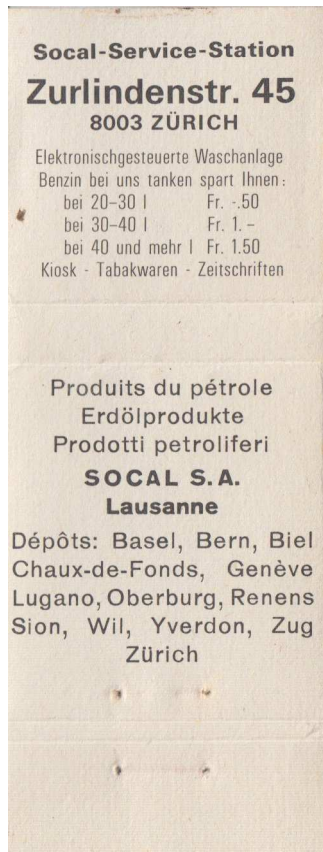 Socal-Service-Station
Zurlindenstr. 45
8003 ZÜRICH
Elektronischgesteuerte Waschanlage
Benzin bei uns tanken spart Ihnen:
bei 20-30 l Fr. -.50
bei 30-40 l Fr. 1.-
bei 40 und mehr l Fr. 1.50
Kiosk - Tabakwaren - Zeitschriften
Produits du pétrole
Erdölprodukte
Prodotti petroliferi
SOCAL S.A.
Lausanne
Dépôts: Basel, Bern, Biel
Chaux-de-Fonds, Genève
Lugano, Oberburg, Renens
Sion, Wil, Yverdon, Zug
Zürich